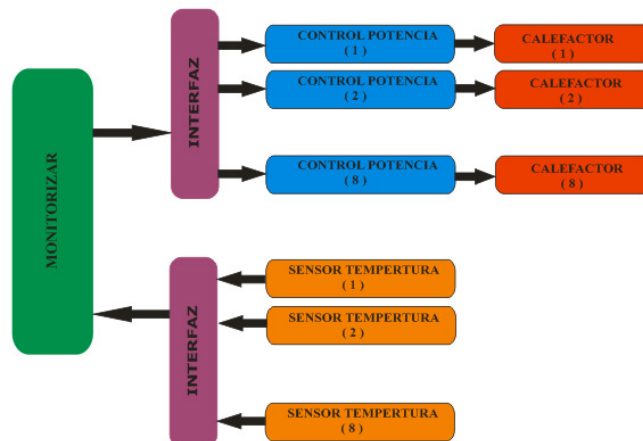 MONITORIZAR
INTERFAZ
CONTROL POTENCIA
( 1 )
CALEFACTOR
( 1 )
CONTROL POTENCIA
( 2 )
CALEFACTOR
( 2 )
CONTROL POTENCIA
( 8 )
CALEFACTOR
( 8 )
INTERFAZ
SENSOR TEMPERTURA
( 1 )
SENSOR TEMPERTURA
( 2 )
SENSOR TEMPERTURA
( 8 )